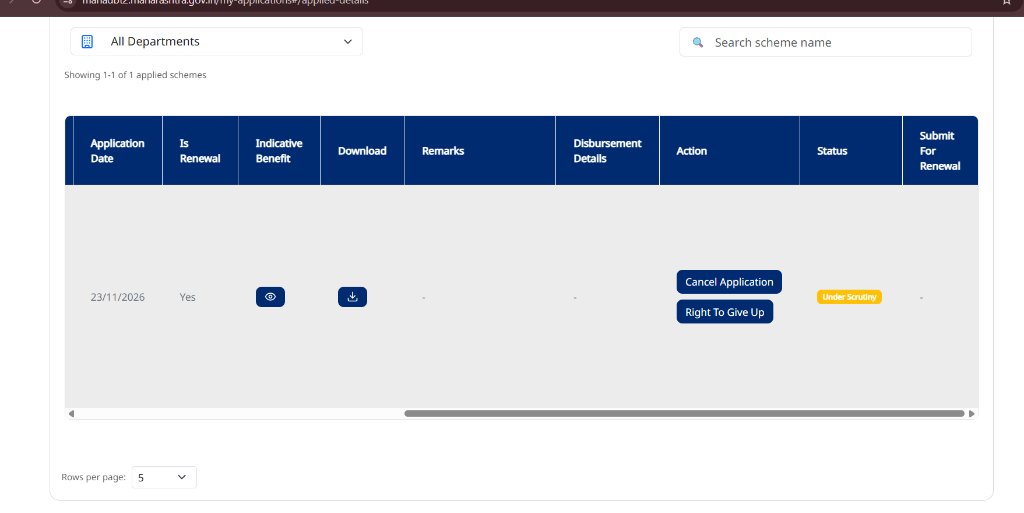 mahadbt2.maharashtra.gov.in/my-applications#/applied-details
All Departments
Search scheme name
Showing 1-1 of 1 applied schemes
Application Date
Is Renewal
Indicative Benefit
Download
Remarks
Disbursement Details
Action
Status
Submit For Renewal
23/11/2026
Yes
-
-
Cancel Application
Right To Give Up
Under Scrutiny
-
Rows per page: 5